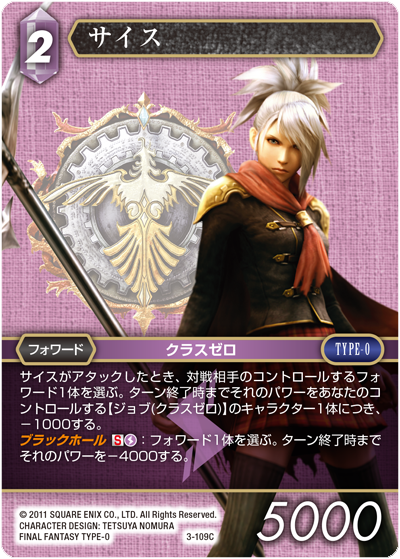 2
サイス
フォワード
クラスゼロ
TYPE-0
サイスがアタックしたとき、対戦相手のコントロールするフォ
ワード1体を選ぶ。ターン終了時までそれのパワーをあなたのコ
ントロールする【ジョブ(クラスゼロ)】のキャラクター1体につき、
－1000する。
ブラックホール S：フォワード1体を選ぶ。ターン終了時まで
それのパワーを－4000する。
© 2011 SQUARE ENIX CO., LTD. All Rights Reserved.
CHARACTER DESIGN: TETSUYA NOMURA
FINAL FANTASY TYPE-0
3-109C
5000